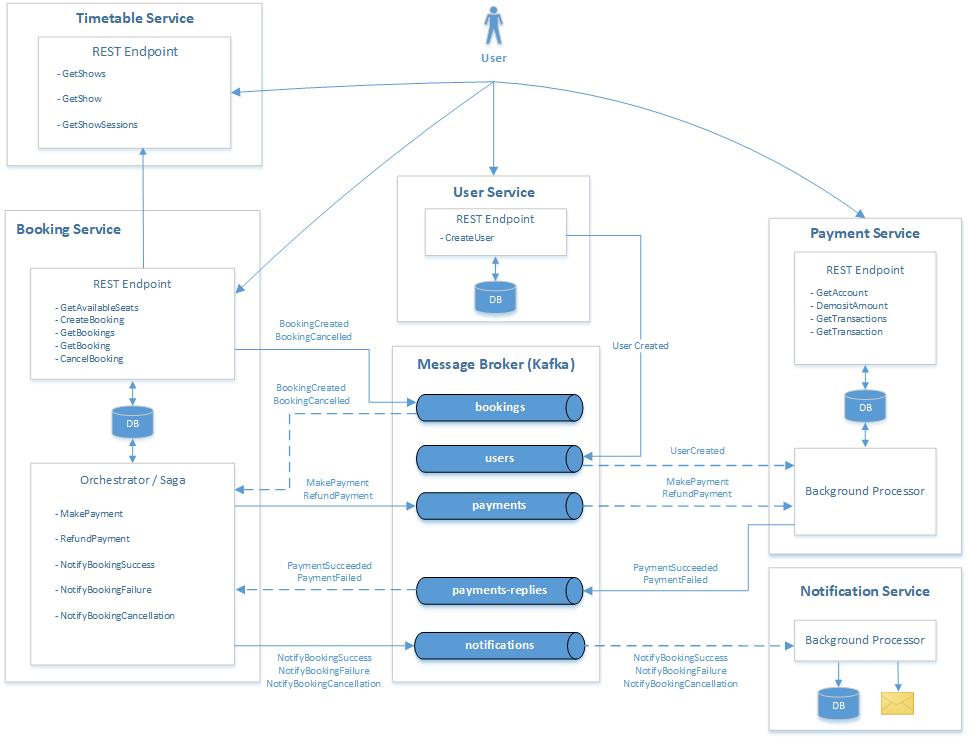 Timetable Service
REST Endpoint
- GetShows
- GetShow
- GetShowSessions
User
User Service
REST Endpoint
- CreateUser
DB
Booking Service
REST Endpoint
- GetAvailableSeats
- CreateBooking
- GetBookings
- GetBooking
- CancelBooking
DB
Orchestrator / Saga
- MakePayment
- RefundPayment
- NotifyBookingSuccess
- NotifyBookingFailure
- NotifyBookingCancellation
BookingCreated
BookingCancelled
BookingCreated
BookingCancelled
MakePayment
RefundPayment
PaymentSucceeded
PaymentFailed
NotifyBookingSuccess
NotifyBookingFailure
NotifyBookingCancellation
Message Broker (Kafka)
bookings
users
payments
payments-replies
notifications
User Created
UserCreated
MakePayment
RefundPayment
PaymentSucceeded
PaymentFailed
NotifyBookingSuccess
NotifyBookingFailure
NotifyBookingCancellation
Payment Service
REST Endpoint
- GetAccount
- DemositAmount
- GetTransactions
- GetTransaction
DB
Background Processor
Notification Service
Background Processor
DB